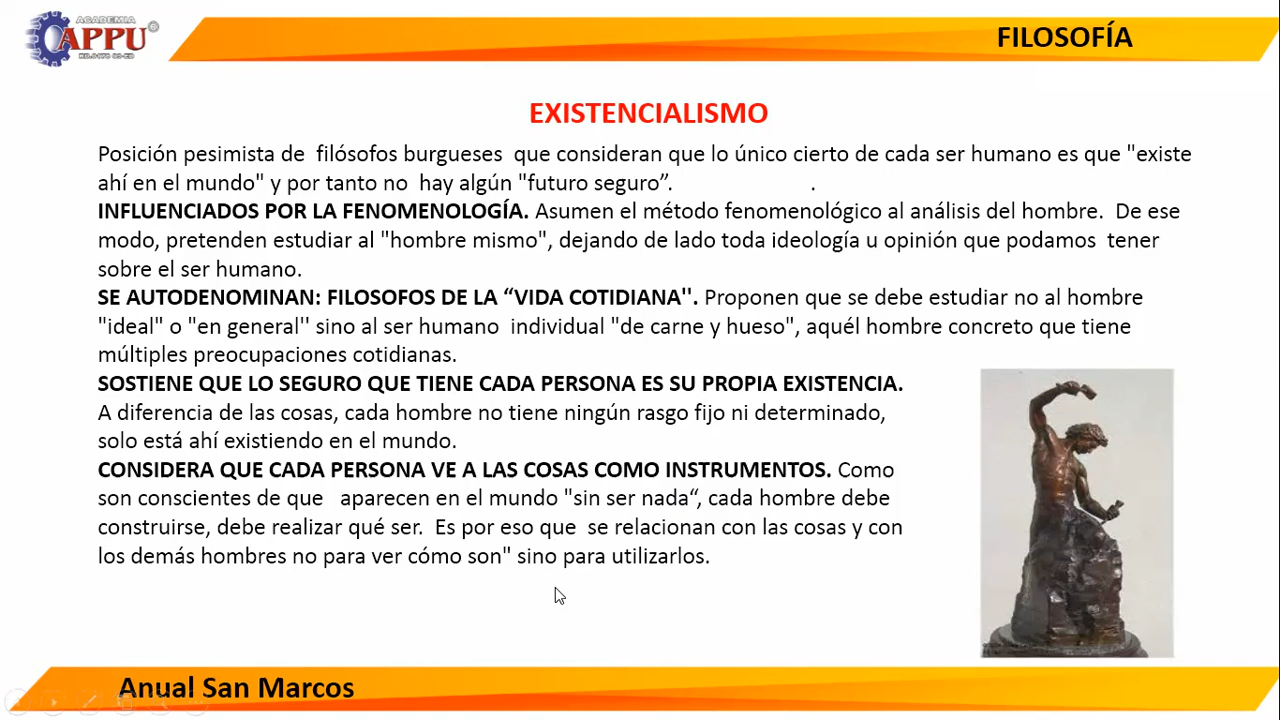 ACADEMIA
APPU
FILOSOFÍA
EXISTENCIALISMO
Posición pesimista de filósofos burgueses que consideran que lo único cierto de cada ser humano es que "existe
ahí en el mundo" y por tanto no hay algún "futuro seguro”. .
INFLUENCIADOS POR LA FENOMENOLOGÍA. Asumen el método fenomenológico al análisis del hombre. De ese
modo, pretenden estudiar al "hombre mismo", dejando de lado toda ideología u opinión que podamos tener
sobre el ser humano.
SE AUTODENOMINAN: FILOSOFOS DE LA “VIDA COTIDIANA''. Proponen que se debe estudiar no al hombre
"ideal" o "en general'' sino al ser humano individual "de carne y hueso", aquél hombre concreto que tiene
múltiples preocupaciones cotidianas.
SOSTIENE QUE LO SEGURO QUE TIENE CADA PERSONA ES SU PROPIA EXISTENCIA.
A diferencia de las cosas, cada hombre no tiene ningún rasgo fijo ni determinado,
solo está ahí existiendo en el mundo.
CONSIDERA QUE CADA PERSONA VE A LAS COSAS COMO INSTRUMENTOS. Como
son conscientes de que aparecen en el mundo "sin ser nada“, cada hombre debe
construirse, debe realizar qué ser. Es por eso que se relacionan con las cosas y con
los demás hombres no para ver cómo son" sino para utilizarlos.
Anual San Marcos